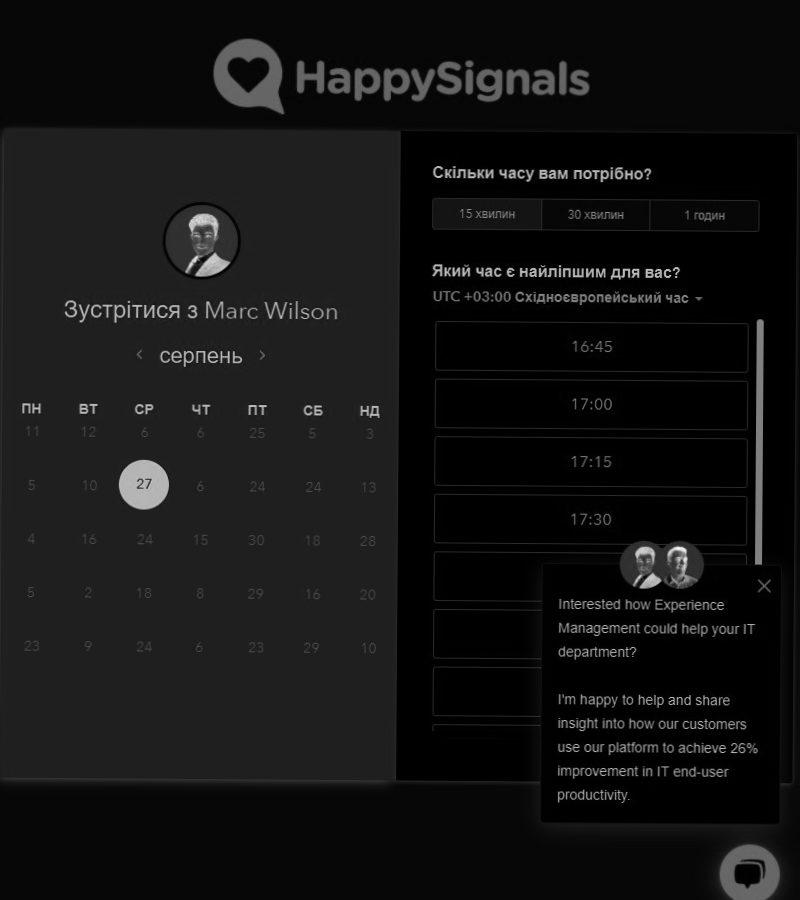 HappySignals
Зустрітися з Marc Wilson
серпень
ПН ВТ СР ЧТ ПТ СБ НД
11 12 6 6 25 5 3
5 10 27 6 24 24 13
4 16 24 15 30 18 28
5 2 18 8 29 16 20
23 9 24 6 23 29 10
Скільки часу вам потрібно?
15 хвилин 30 хвилин 1 годин
Який час є найліпшим для вас?
UTC +03:00 Східноєвропейський час
16:45
17:00
17:15
17:30
Interested how Experience
Management could help your IT
department?
I'm happy to help and share
insight into how our customers
use our platform to achieve 26%
improvement in IT end-user
productivity.